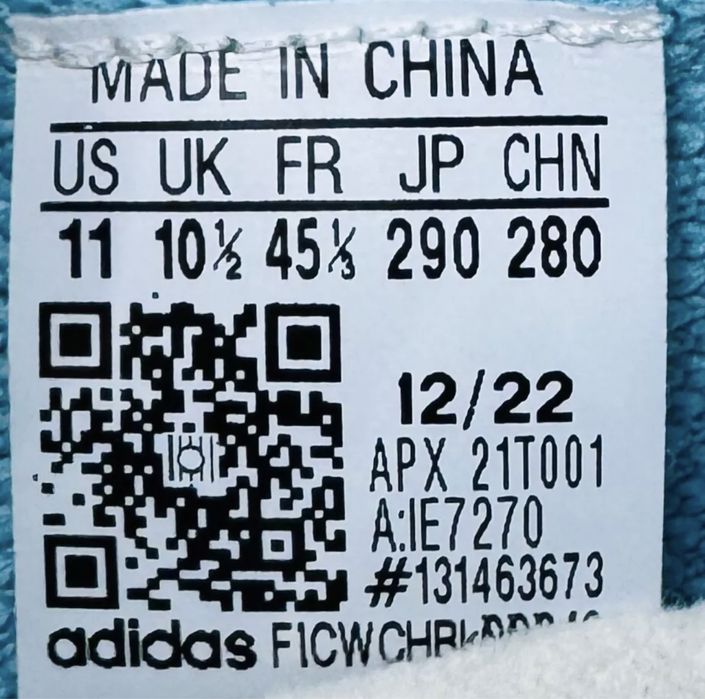 MADE IN CHINA
US UK FR JP CHN
11 10½ 45⅓ 290 280
12/22
APX 21T001
A:IE7270
#131463673
adidas